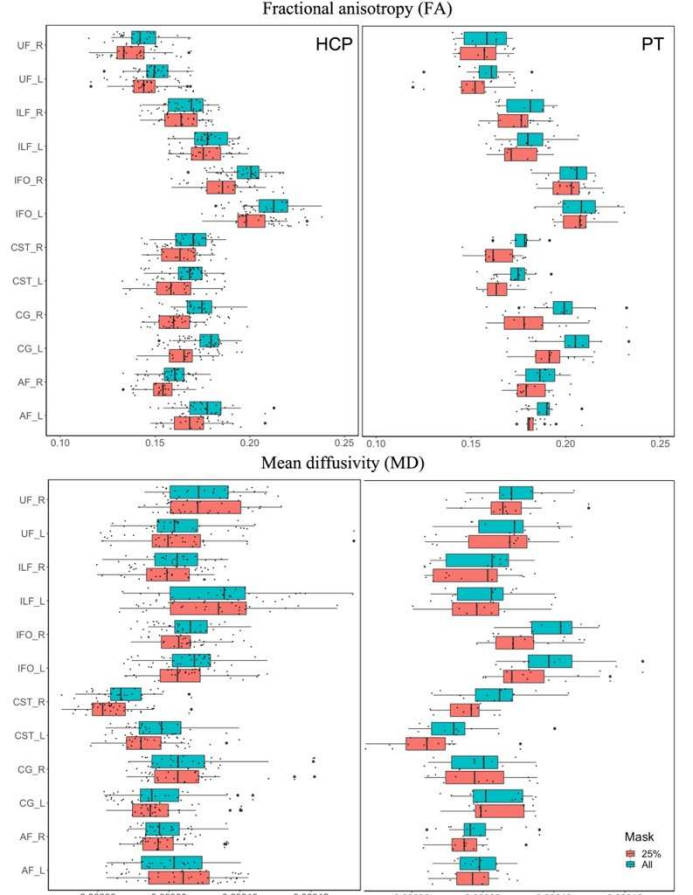 Fractional anisotropy (FA)
HCP
PT
UF_R
UF_L
ILF_R
ILF_L
IFO_R
IFO_L
CST_R
CST_L
CG_R
CG_L
AF_R
AF_L
0.10 0.15 0.20 0.25 0.10 0.15 0.20 0.25
Mean diffusivity (MD)
UF_R
UF_L
ILF_R
ILF_L
IFO_R
IFO_L
CST_R
CST_L
CG_R
CG_L
AF_R
AF_L
Mask
25%
All